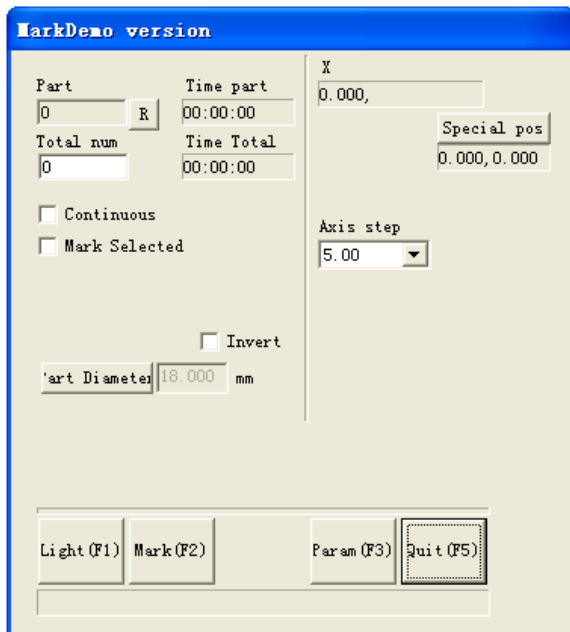 MarkDemo version
Part
Time part
0
R
00:00:00
Total num
Time Total
0
00:00:00
Continuous
Mark Selected
Invert
art Diameter
18.000
mm
X
0.000,
Special pos
0.000,0.000
Axis step
5.00
Light(F1)
Mark(F2)
Param(F3)
Quit(F5)